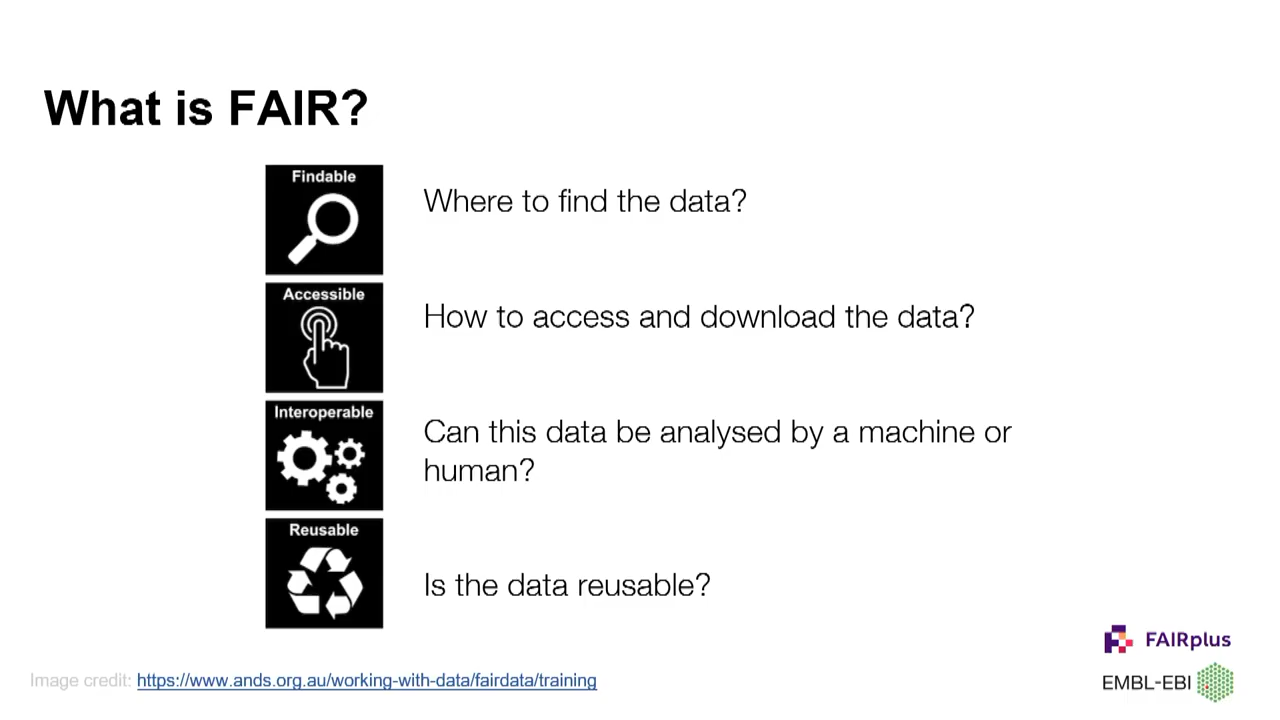 What is FAIR?
Findable
Where to find the data?
Accessible
How to access and download the data?
Interoperable
Can this data be analysed by a machine or
human?
Reusable
Is the data reusable?
FAIRplus
Image credit: https://www.ands.org.au/working-with-data/fairdata/training
EMBL-EBI